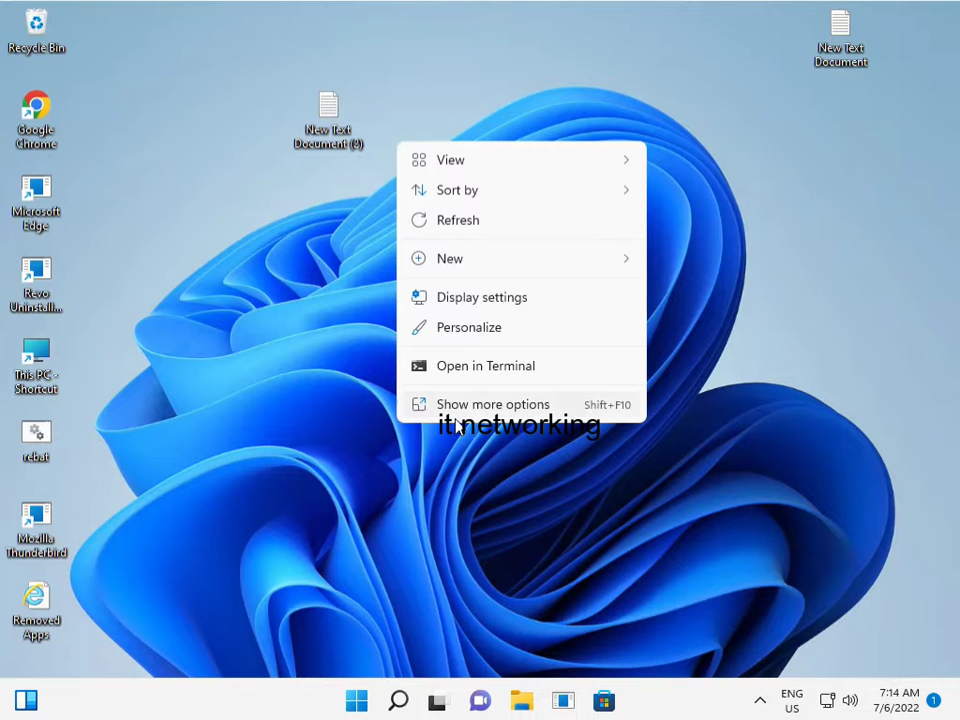 Recycle Bin
New Text
Document
Google
Chrome
New Text
Document (2)
View
Sort by
Refresh
New
Display settings
Personalize
Open in Terminal
Show more options Shift+F10
it networking
Microsoft
Edge
Revo
Uninstalli...
This PC -
Shortcut
rebat
Mozilla
Thunderbird
Removed
Apps
ENG
US
7:14 AM
7/6/2022
1